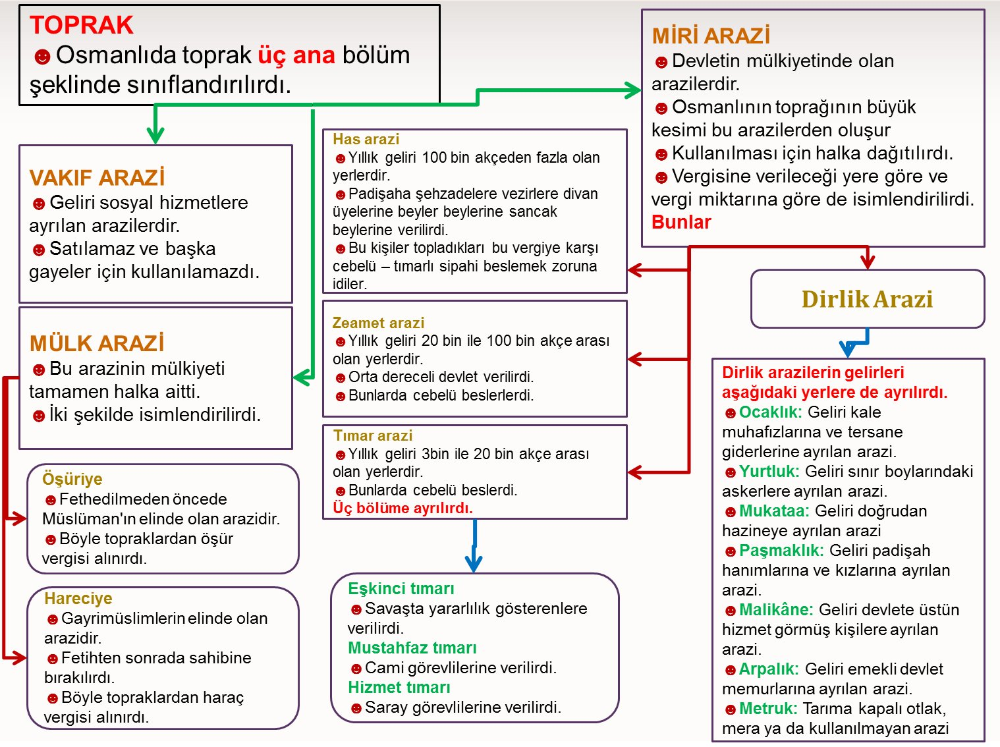 TOPRAK
☻Osmanlıda toprak üç ana bölüm
şeklinde sınıflandırılırdı.
VAKIF ARAZİ
☻Geliri sosyal hizmetlere
ayrılan arazilerdir.
☻Satılamaz ve başka
gayeler için kullanılamazdı.
MÜLK ARAZİ
☻Bu arazinin mülkiyeti
tamamen halka aitti.
☻İki şekilde isimlendirilirdi.
Öşüriye
☻Fethedilmeden öncede
Müslüman'ın elinde olan arazidir.
☻Böyle topraklardan öşür
vergisi alınırdı.
Hareciye
☻Gayrimüslimlerin elinde olan
arazidir.
☻Fetihten sonrada sahibine
bırakılırdı.
☻Böyle topraklardan haraç
vergisi alınırdı.
Has arazi
☻Yıllık geliri 100 bin akçeden fazla olan
yerlerdir.
☻Padişaha şehzadelere vezirlere divan
üyelerine beyler beylerine sancak
beylerine verilirdi.
☻Bu kişiler topladıkları bu vergiye karşı
cebelü – tımarlı sipahi beslemek zoruna
idiler.
Zeamet arazi
☻Yıllık geliri 20 bin ile 100 bin akçe arası
olan yerlerdir.
☻Orta dereceli devlet verilirdi.
☻Bunlarda cebelü beslerlerdi.
Tımar arazi
☻Yıllık geliri 3bin ile 20 bin akçe arası
olan yerlerdir.
☻Bunlarda cebelü beslerdi.
Üç bölüme ayrılırdı.
Eşkinci tımarı
☻Savaşta yararlılık gösterenlere
verilirdi.
Mustahfaz tımarı
☻Cami görevlilerine verilirdi.
Hizmet tımarı
☻Saray görevlilerine verilirdi.
MİRİ ARAZİ
☻Devletin mülkiyetinde olan
arazilerdir.
☻Osmanlının toprağının büyük
kesimi bu arazilerden oluşur
☻Kullanılması için halka dağıtılırdı.
☻Vergisine verileceği yere göre ve
vergi miktarına göre de isimlendirilirdi.
Bunlar
Dirlik Arazi
Dirlik arazilerin gelirleri
aşağıdaki yerlere de ayrılırdı.
☻Ocaklık: Geliri kale
muhafızlarına ve tersane
giderlerine ayrılan arazi.
☻Yurtluk: Geliri sınır boylarındaki
askerlere ayrılan arazi.
☻Mukataa: Geliri doğrudan
hazineye ayrılan arazi
☻Paşmaklık: Geliri padişah
hanımlarına ve kızlarına ayrılan
arazi.
☻Malikâne: Geliri devlete üstün
hizmet görmüş kişilere ayrılan
arazi.
☻Arpalık: Geliri emekli devlet
memurlarına ayrılan arazi.
☻Metruk: Tarıma kapalı otlak,
mera ya da kullanılmayan arazi